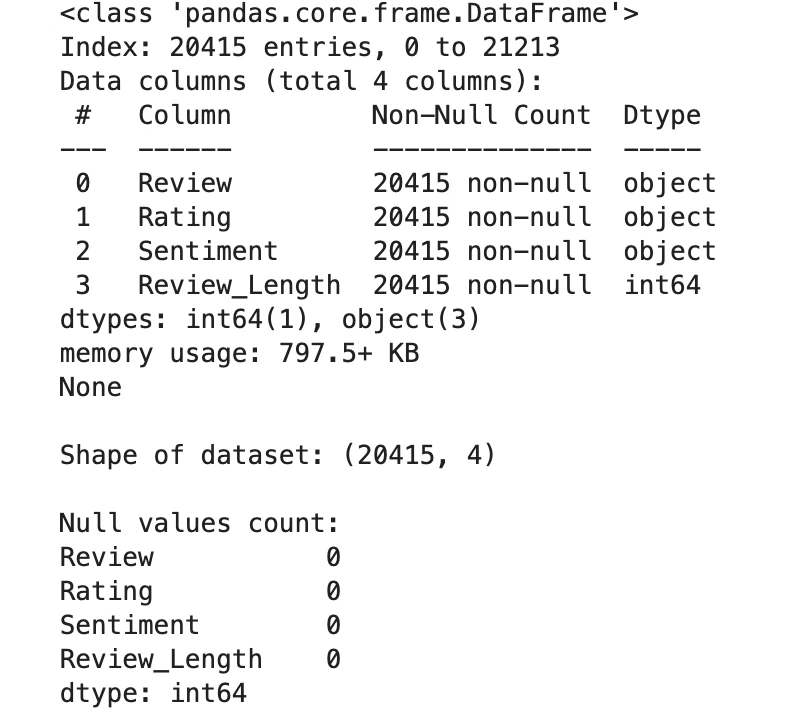 <class 'pandas.core.frame.DataFrame'>
Index: 20415 entries, 0 to 21213
Data columns (total 4 columns):
 #   Column         Non-Null Count  Dtype
---  ------         --------------  -----
 0   Review         20415 non-null  object
 1   Rating         20415 non-null  object
 2   Sentiment      20415 non-null  object
 3   Review_Length  20415 non-null  int64
dtypes: int64(1), object(3)
memory usage: 797.5+ KB
None

Shape of dataset: (20415, 4)

Null values count:
Review           0
Rating           0
Sentiment        0
Review_Length    0
dtype: int64